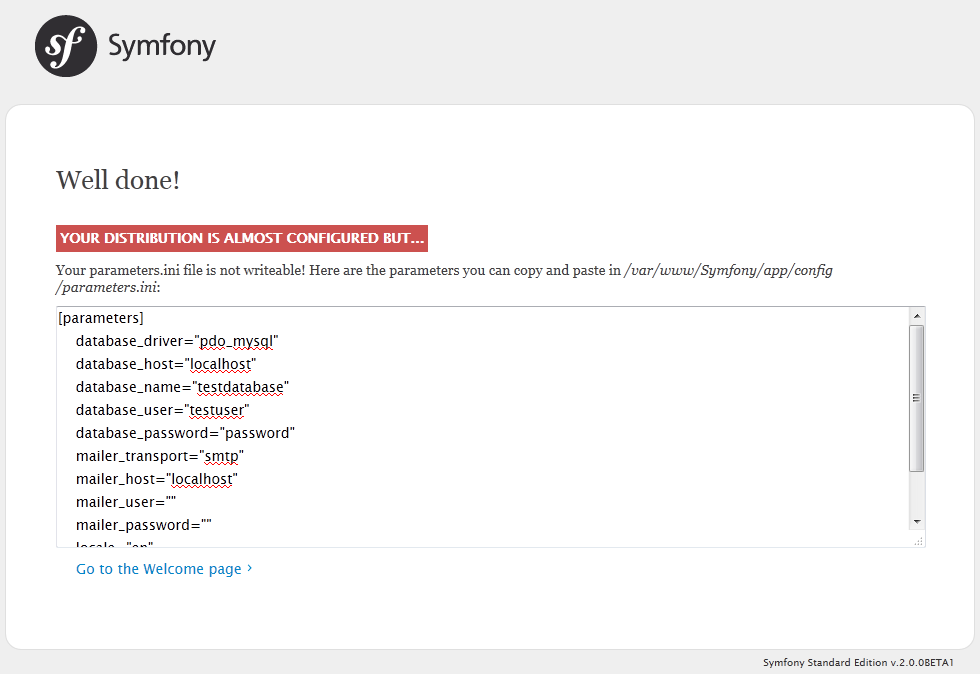 sf Symfony
Well done!
YOUR DISTRIBUTION IS ALMOST CONFIGURED BUT...
Your parameters.ini file is not writeable! Here are the parameters you can copy and paste in /var/www/Symfony/app/config
/parameters.ini:
[parameters]
database_driver="pdo_mysql"
database_host="localhost"
database_name="testdatabase"
database_user="testuser"
database_password="password"
mailer_transport="smtp"
mailer_host="localhost"
mailer_user=""
mailer_password=""
locale="en"
Go to the Welcome page ›
Symfony Standard Edition v.2.0.0BETA1